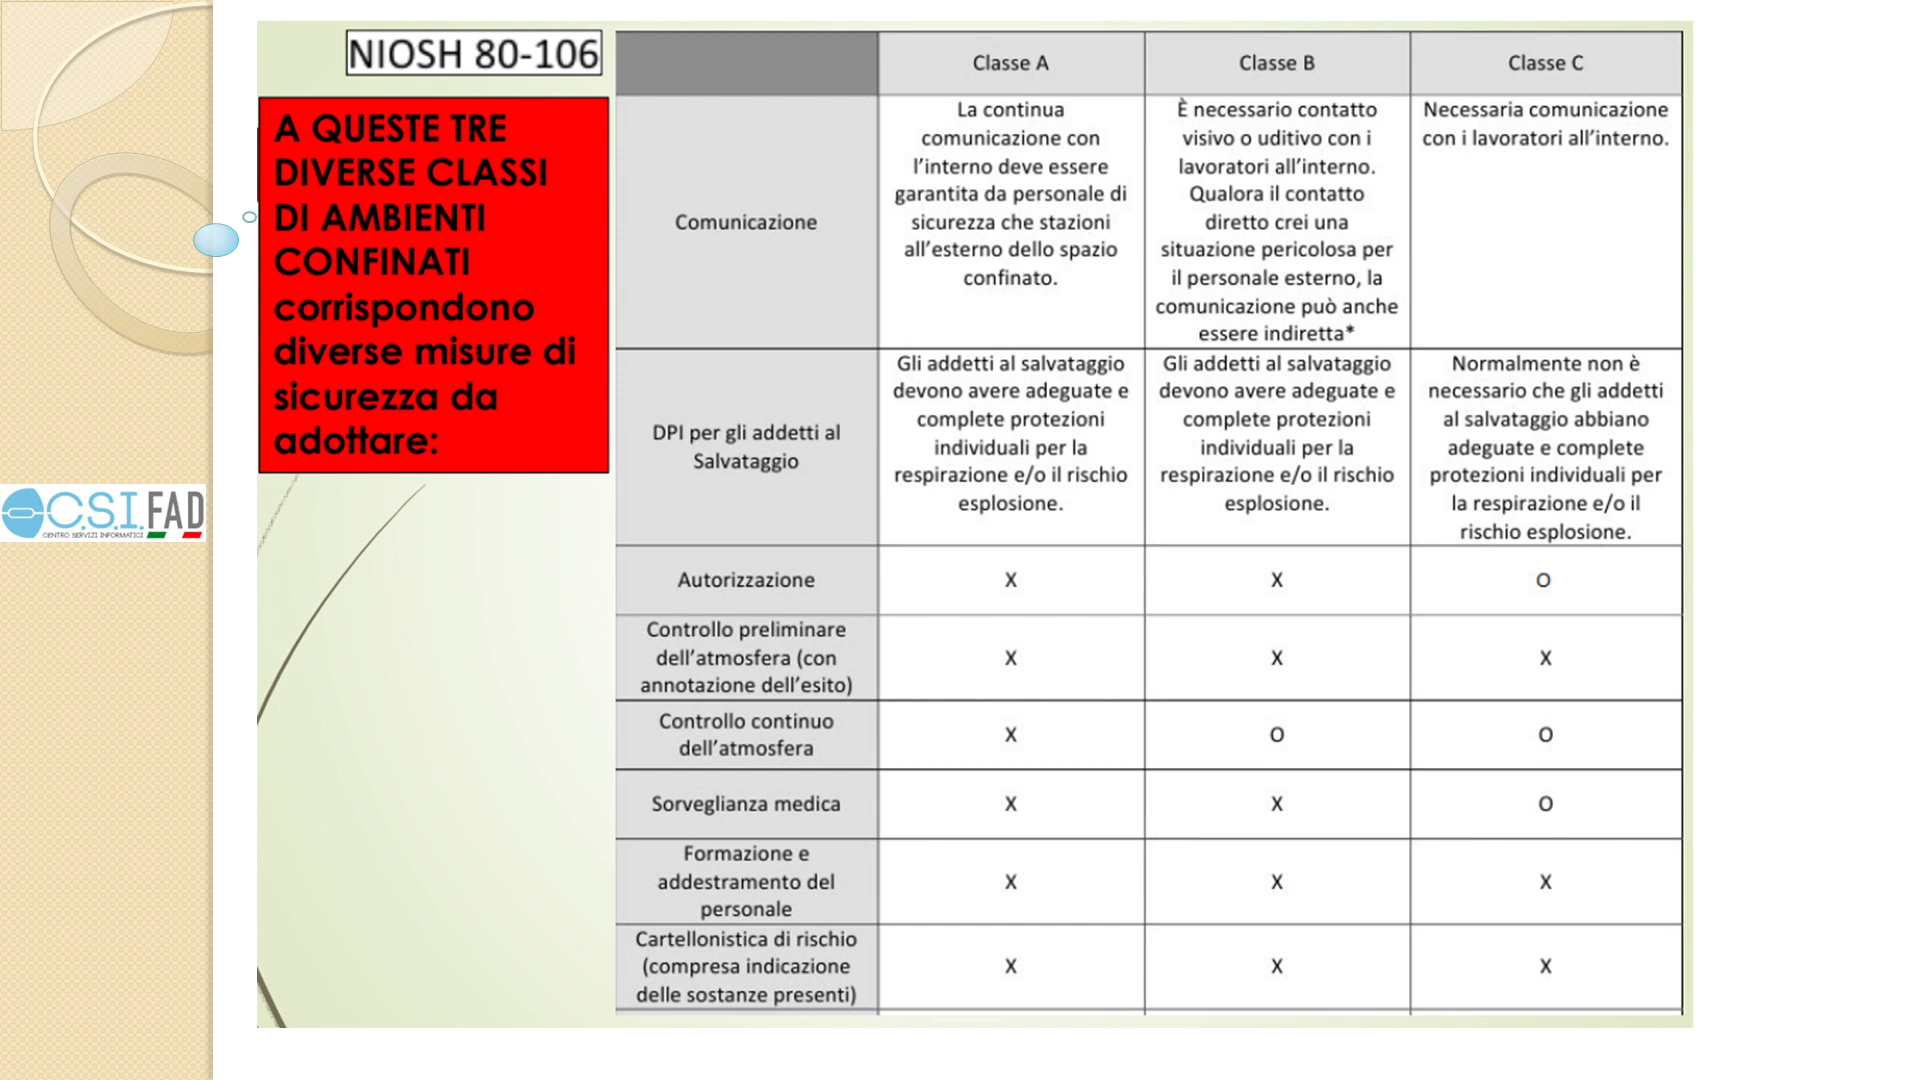 NIOSH 80-106
A QUESTE TRE
DIVERSE CLASSI
DI AMBIENTI
CONFINATI
corrispondono
diverse misure di
sicurezza da
adottare:
C.S.I. FAD
CENTRO SERVIZI INFORMATICI
Classe A
Classe B
Classe C
Comunicazione
La continua
comunicazione con
l’interno deve essere
garantita da personale di
sicurezza che stazioni
all’esterno dello spazio
confinato.
È necessario contatto
visivo o uditivo con i
lavoratori all’interno.
Qualora il contatto
diretto crei una
situazione pericolosa per
il personale esterno, la
comunicazione può anche
essere indiretta*
Necessaria comunicazione
con i lavoratori all’interno.
DPI per gli addetti al
Salvataggio
Gli addetti al salvataggio
devono avere adeguate e
complete protezioni
individuali per la
respirazione e/o il rischio
esplosione.
Gli addetti al salvataggio
devono avere adeguate e
complete protezioni
individuali per la
respirazione e/o il rischio
esplosione.
Normalmente non è
necessario che gli addetti
al salvataggio abbiano
adeguate e complete
protezioni individuali per
la respirazione e/o il
rischio esplosione.
Autorizzazione
X
X
O
Controllo preliminare
dell’atmosfera (con
annotazione dell’esito)
X
X
X
Controllo continuo
dell’atmosfera
X
O
O
Sorveglianza medica
X
X
O
Formazione e
addestramento del
personale
X
X
X
Cartellonistica di rischio
(compresa indicazione
delle sostanze presenti)
X
X
X